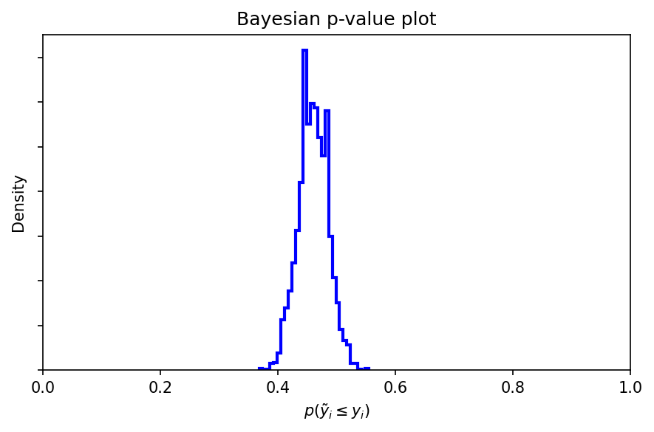 Bayesian p-value plot
Density
0.0 0.2 0.4 0.6 0.8 1.0
p(ỹᵢ ≤ yᵢ)